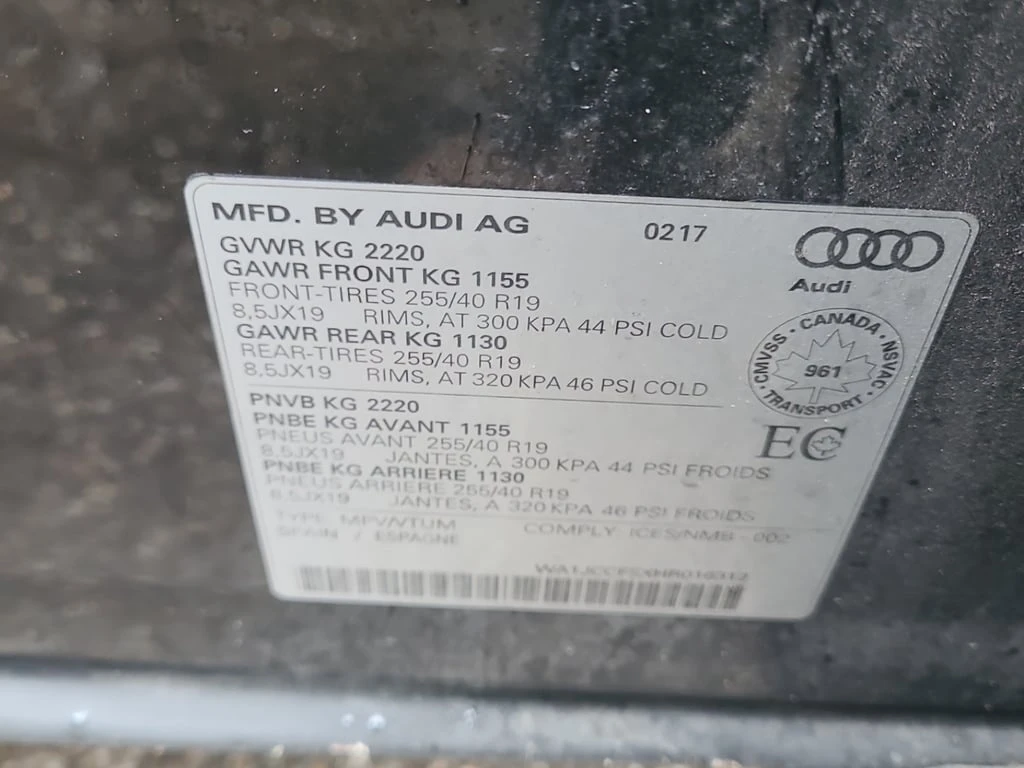 MFD. BY AUDI AG 0217
Audi
GVWR KG 2220
GAWR FRONT KG 1155
FRONT-TIRES 255/40 R19
8,5JX19 RIMS, AT 300 KPA 44 PSI COLD
GAWR REAR KG 1130
REAR-TIRES 255/40 R19
8,5JX19 RIMS, AT 320 KPA 46 PSI COLD
CMVSS · CANADA · NSVAC · TRANSPORT ·
961
PNVB KG 2220
PNBE KG AVANT 1155
PNEUS AVANT 255/40 R19
8,5JX19 JANTES, A 300 KPA 44 PSI FROIDS
PNBE KG ARRIERE 1130
PNEUS ARRIERE 255/40 R19
8,5JX19 JANTES, A 320 KPA 46 PSI FROIDS
EC
TYPE: MPV/VTUM COMPLY: ICES/NMB - 002
SPAIN / ESPAGNE